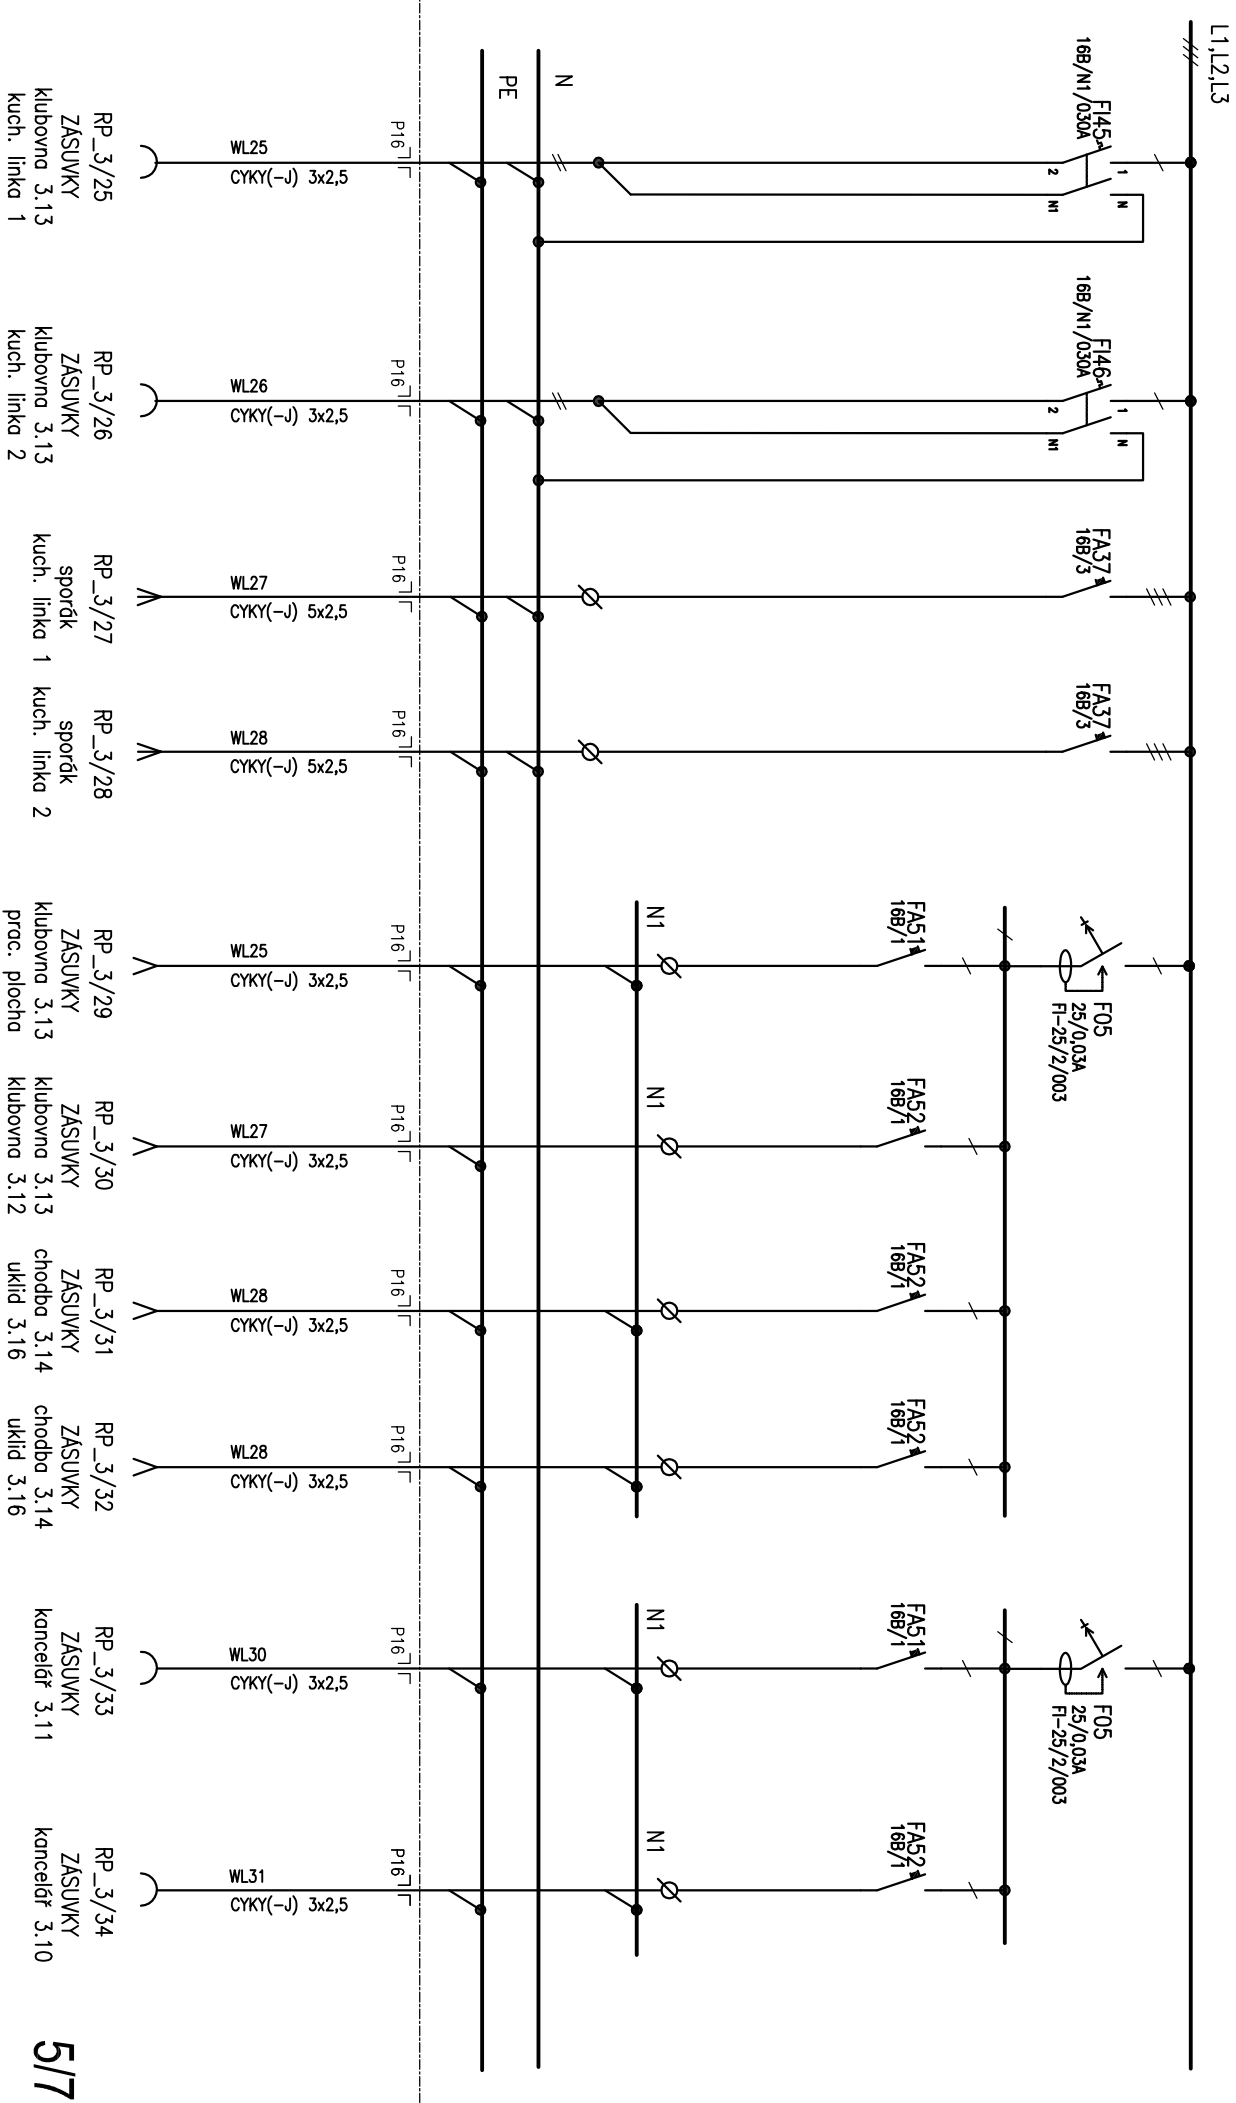 L1,L2,L3
FI45
16B/N1/030A
1
N
2
N1
FI46
16B/N1/030A
1
N
2
N1
FA37
16B/3
FA37
16B/3
F05
25/0,03A
FI-25/2/003
F05
25/0,03A
FI-25/2/003
FA51
16B/1
FA52
16B/1
FA52
16B/1
FA52
16B/1
FA51
16B/1
FA52
16B/1
N1
N1
N1
N1
N
PE
P16
P16
P16
P16
P16
P16
P16
P16
P16
P16
WL25
CYKY(-J) 3x2,5
WL26
CYKY(-J) 3x2,5
WL27
CYKY(-J) 5x2,5
WL28
CYKY(-J) 5x2,5
WL25
CYKY(-J) 3x2,5
WL27
CYKY(-J) 3x2,5
WL28
CYKY(-J) 3x2,5
WL28
CYKY(-J) 3x2,5
WL30
CYKY(-J) 3x2,5
WL31
CYKY(-J) 3x2,5
RP_3/25
ZÁSUVKY
klubovna 3.13
kuch. linka 1
RP_3/26
ZÁSUVKY
klubovna 3.13
kuch. linka 2
RP_3/27
sporák
kuch. linka 1
RP_3/28
sporák
kuch. linka 2
RP_3/29
ZÁSUVKY
klubovna 3.13
prac. plocha
RP_3/30
ZÁSUVKY
klubovna 3.13
klubovna 3.12
RP_3/31
ZÁSUVKY
chodba 3.14
uklid 3.16
RP_3/32
ZÁSUVKY
chodba 3.14
uklid 3.16
RP_3/33
ZÁSUVKY
kancelář 3.11
RP_3/34
ZÁSUVKY
kancelář 3.10
5/7